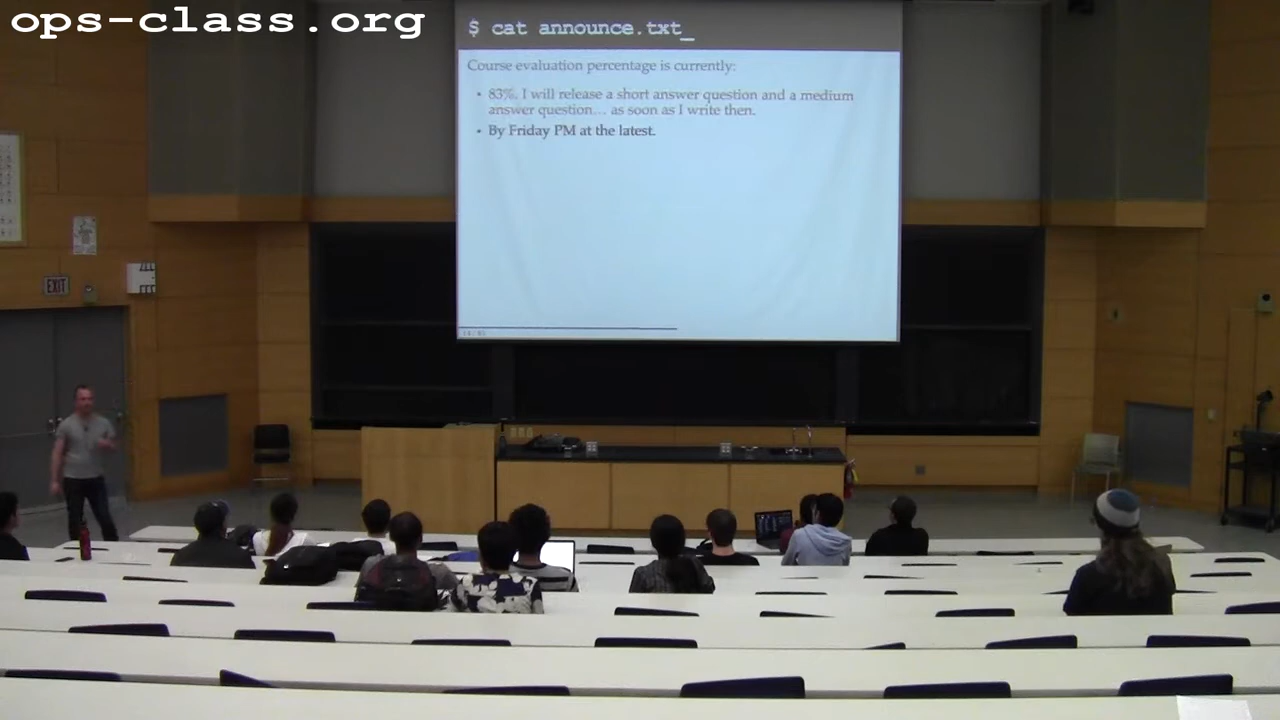 ops-class.org
$ cat announce.txt_
Course evaluation percentage is currently:
• 83%. I will release a short answer question and a medium
answer question… as soon as I write then.
• By Friday PM at the latest.
EXIT